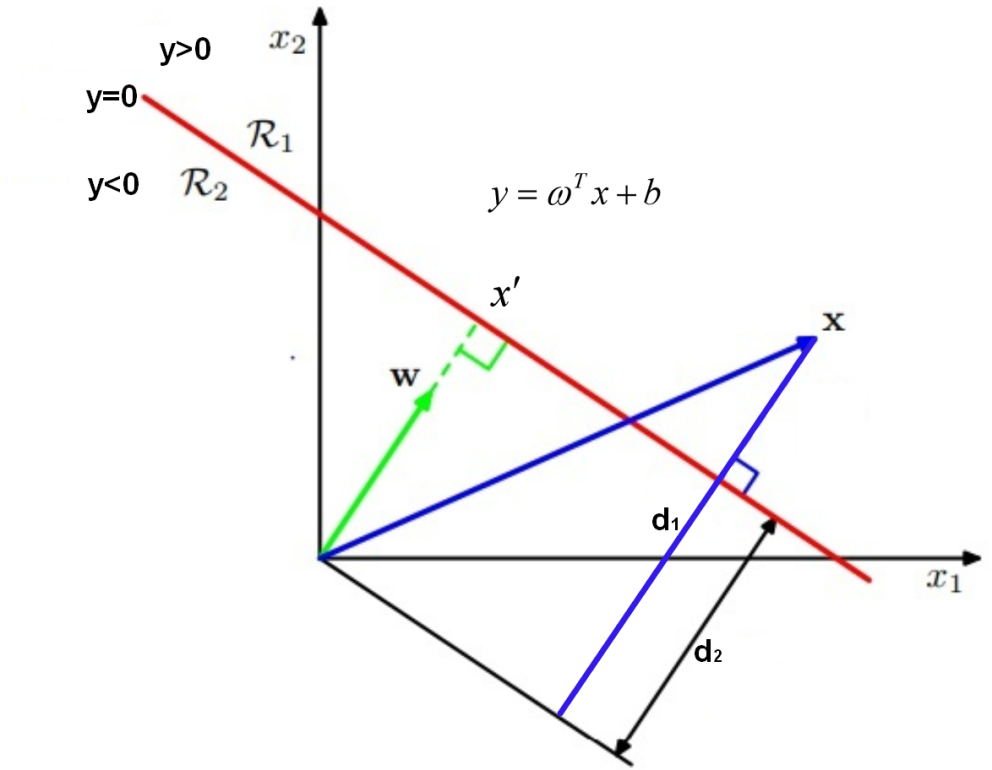 y>0
x₂
y=0
ℛ₁
y<0
ℛ₂
y = ω^T x + b
x′
x
w
d₁
x₁
d₂